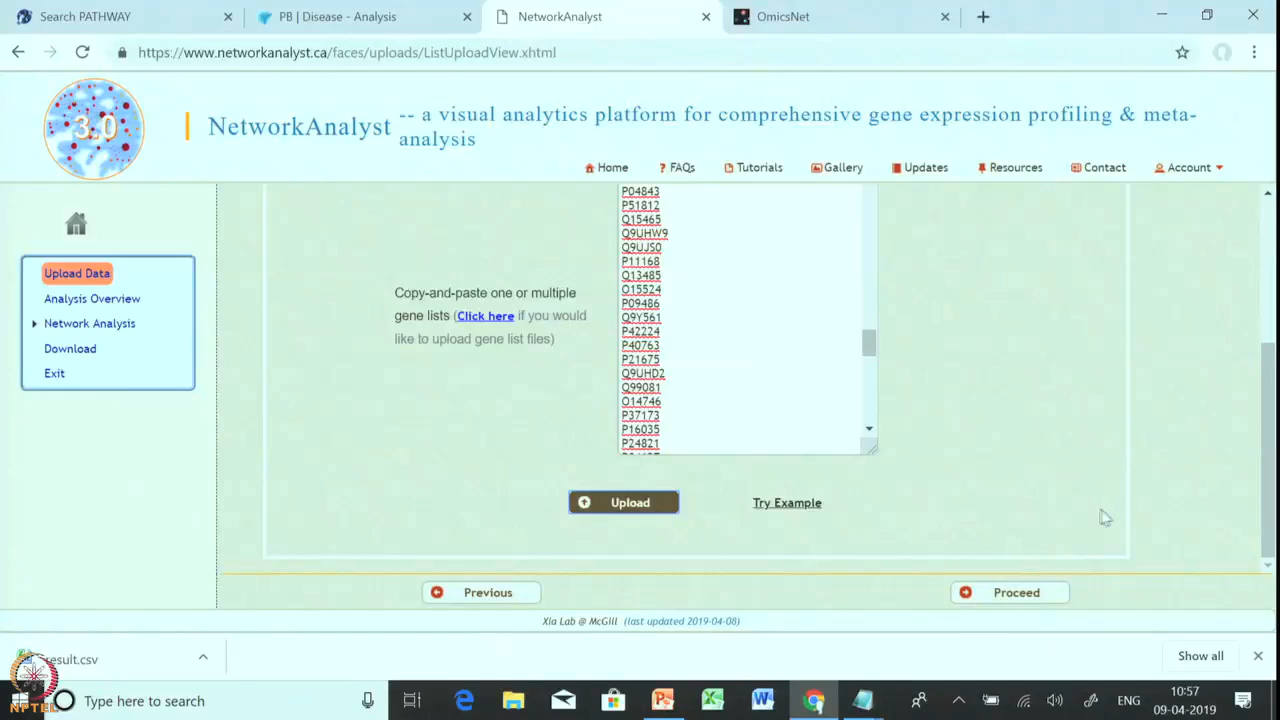 Search PATHWAY
PB | Disease - Analysis
NetworkAnalyst
OmicsNet
https://www.networkanalyst.ca/faces/uploads/ListUploadView.xhtml
3.0
NetworkAnalyst
-- a visual analytics platform for comprehensive gene expression profiling & meta-
analysis
Home
FAQs
Tutorials
Gallery
Updates
Resources
Contact
Account
Upload Data
Analysis Overview
Network Analysis
Download
Exit
Copy-and-paste one or multiple
gene lists (Click here if you would
like to upload gene list files)
P04843
P51812
Q15465
Q9UHW9
Q9UJS0
P11168
Q13485
O15524
P09486
Q9Y561
P42224
P40763
P21675
Q9UHD2
Q99081
O14746
P37173
P16035
P24821
Upload
Try Example
Previous
Proceed
Xia Lab @ McGill (last updated 2019-04-08)
result.csv
Show all
NPTEL
Type here to search
ENG
10:57
09-04-2019